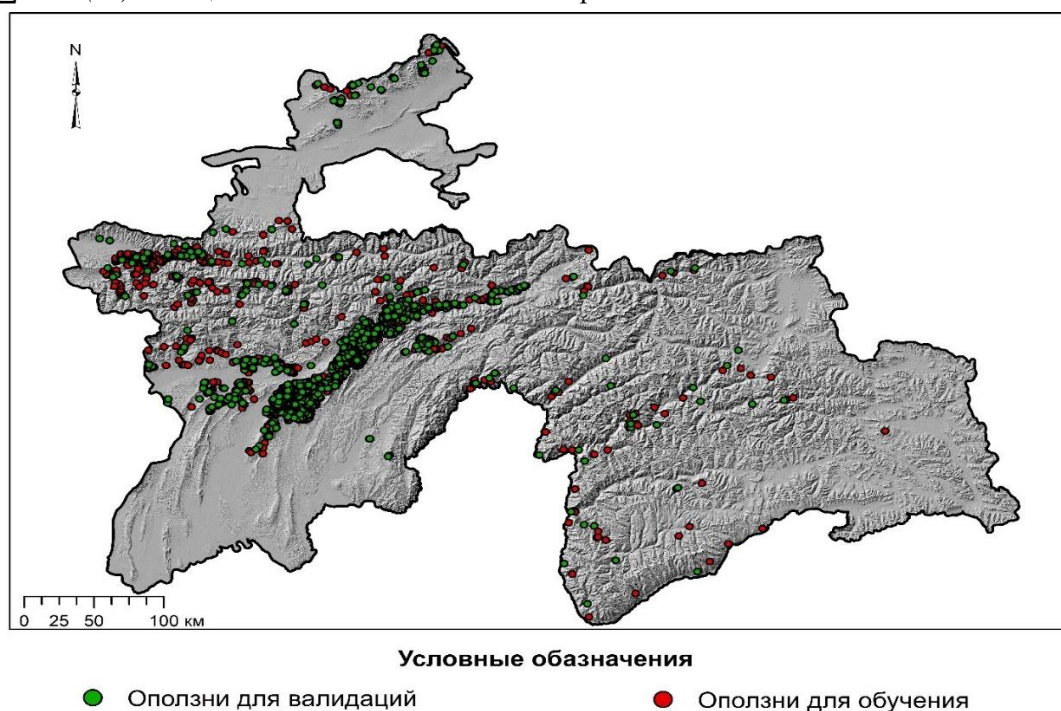 N
0 25 50 100 км
Условные обазначения
Оползни для валидаций
Оползни для обучения